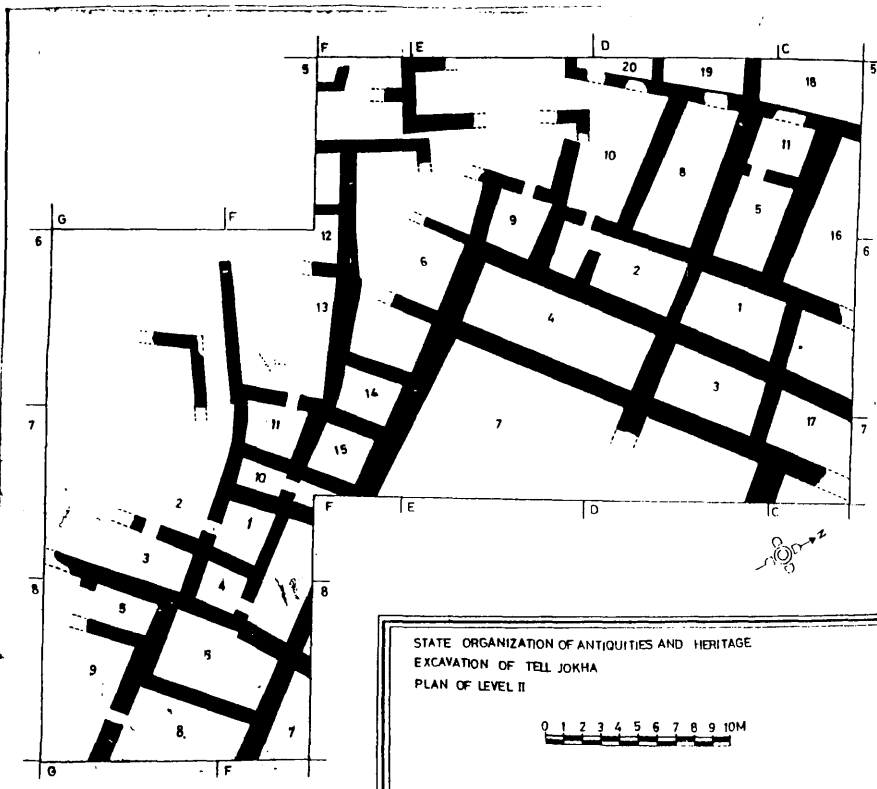 F E D C
5 20 19 18 5
11
10 8
5
9 16
G F
6 12 6
6 2
13 1
4
14 3
7 11 15 7 17 7
10
2 1 F E D C
3 N
8 4 8
5
6
9
8 7
G F
STATE ORGANIZATION OF ANTIQUITIES AND HERITAGE
EXCAVATION OF TELL JOKHA
PLAN OF LEVEL II
0 1 2 3 4 5 6 7 8 9 10M